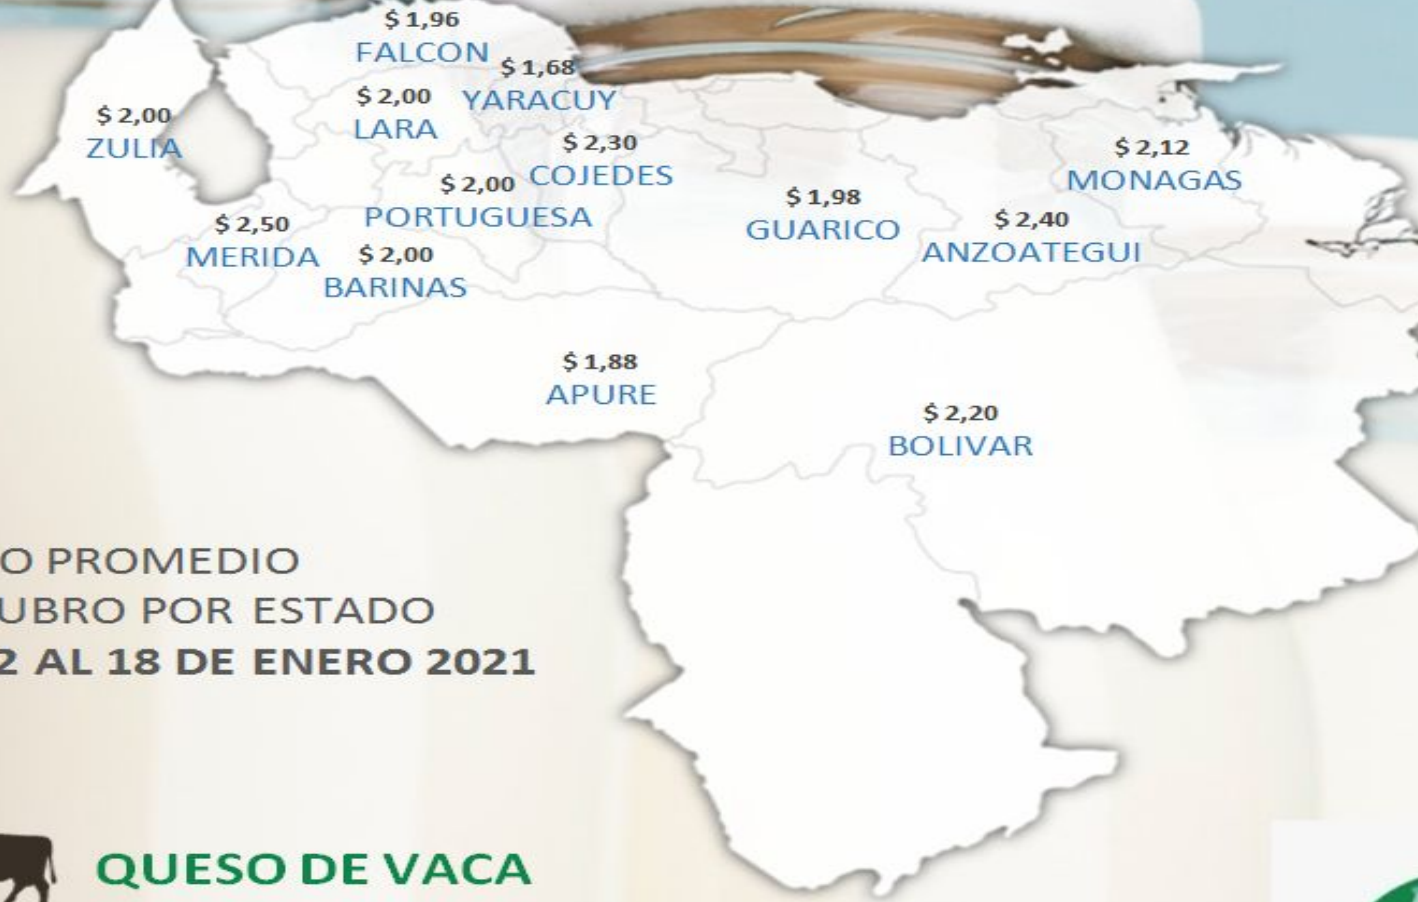 $ 1,96
FALCON
$ 1,68
YARACUY
$ 2,00
LARA
$ 2,00
ZULIA
$ 2,30
COJEDES
$ 2,12
MONAGAS
$ 2,00
PORTUGUESA
$ 1,98
GUARICO
$ 2,40
ANZOATEGUI
$ 2,50
MERIDA
$ 2,00
BARINAS
$ 1,88
APURE
$ 2,20
BOLIVAR
O PROMEDIO
UBRO POR ESTADO
2 AL 18 DE ENERO 2021
QUESO DE VACA